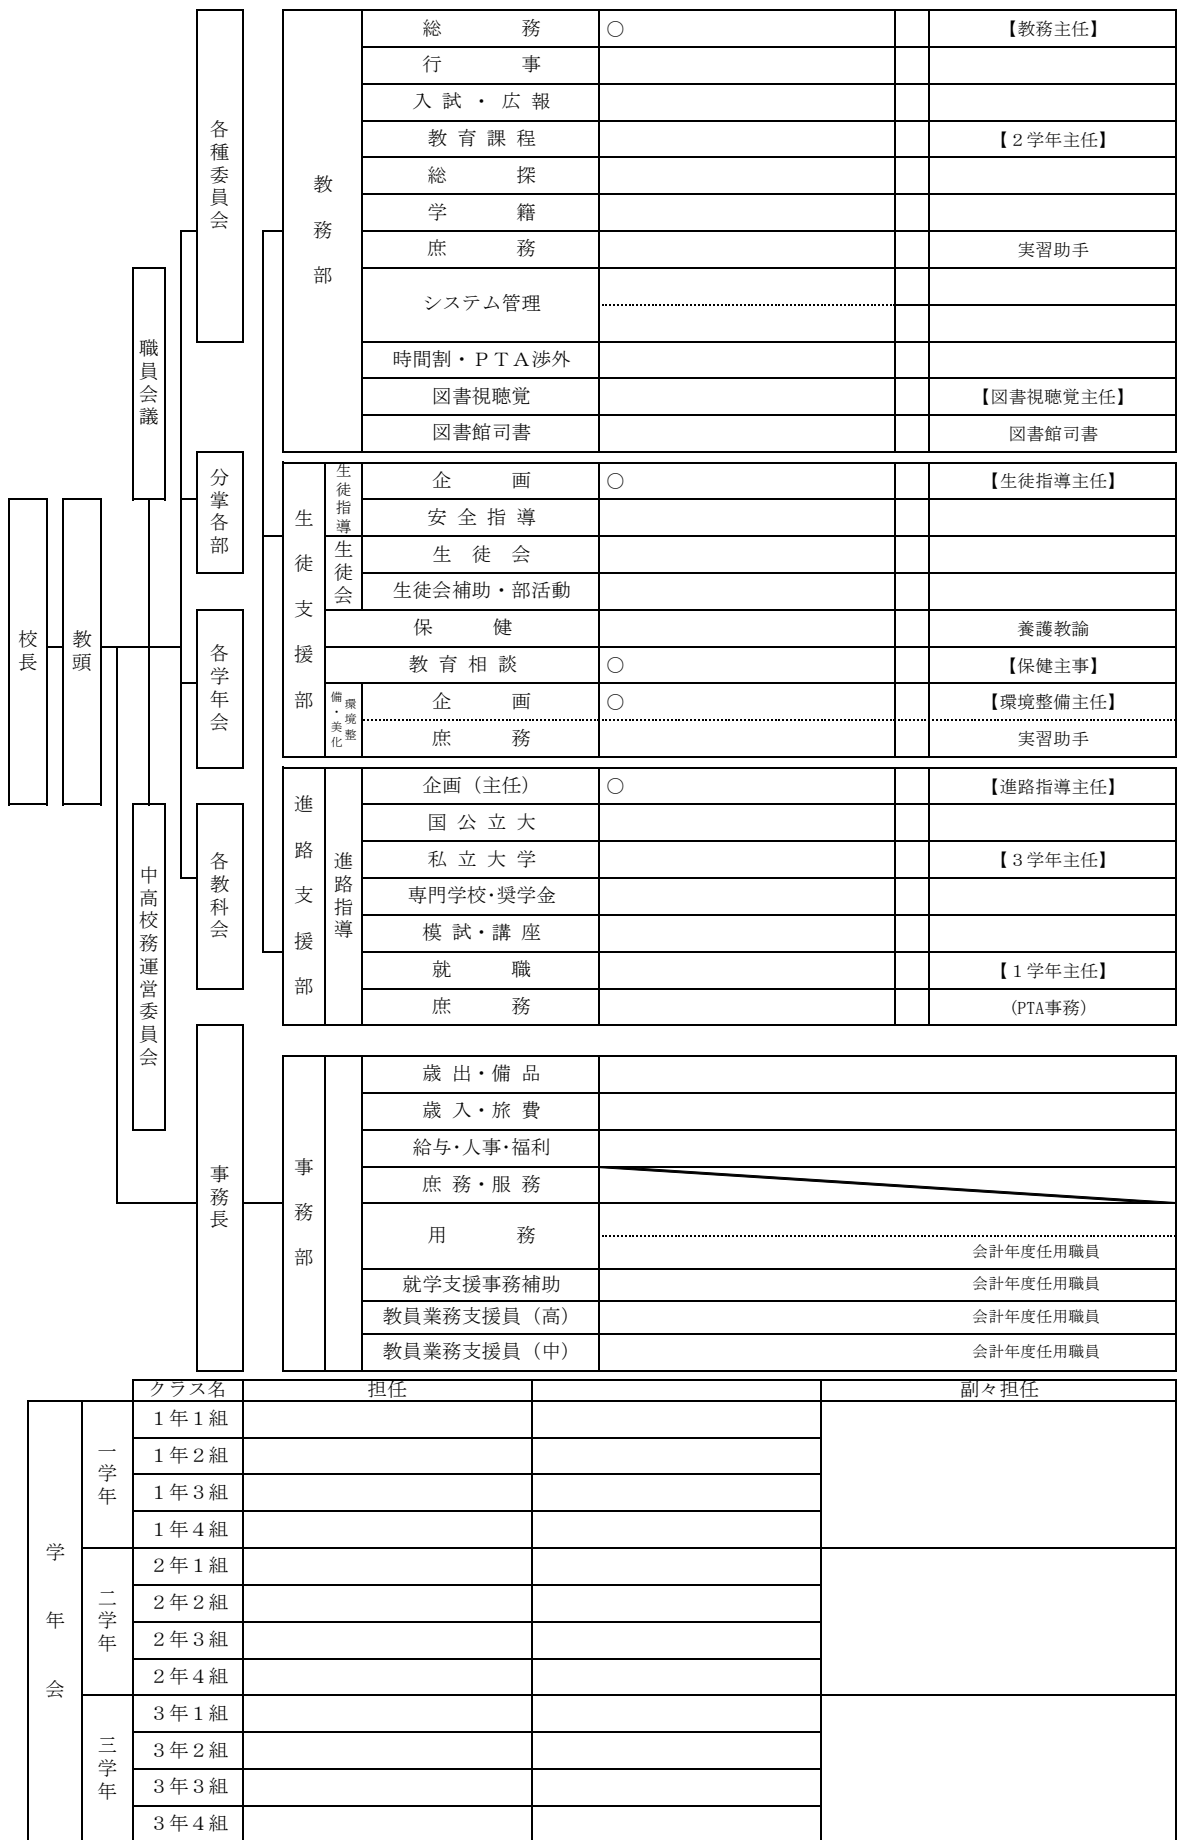 校長
教頭
職員会議
中高校務運営委員会
各種委員会
分掌各部
各学年会
各教科会
事務長
教務部
総務 ○ 【教務主任】
行事
入試・広報
教育課程 【２学年主任】
総探
学籍
庶務 実習助手
システム管理
時間割・ＰＴＡ渉外
図書視聴覚 【図書視聴覚主任】
図書館司書 図書館司書
生徒支援部
生徒指導
企画 ○ 【生徒指導主任】
安全指導
生徒会
生徒会
生徒会補助・部活動
保健 養護教諭
教育相談 ○ 【保健主事】
環境整備・美化
企画 ○ 【環境整備主任】
庶務 実習助手
進路支援部
進路指導
企画（主任） ○ 【進路指導主任】
国公立大
私立大学 【３学年主任】
専門学校・奨学金
模試・講座
就職 【１学年主任】
庶務 (PTA事務)
事務部
歳出・備品
歳入・旅費
給与・人事・福利
庶務・服務
用務
会計年度任用職員
就学支援事務補助 会計年度任用職員
教員業務支援員（高） 会計年度任用職員
教員業務支援員（中） 会計年度任用職員
クラス名 担任 副々担任
学年会
一学年
１年１組
１年２組
１年３組
１年４組
二学年
２年１組
２年２組
２年３組
２年４組
三学年
３年１組
３年２組
３年３組
３年４組